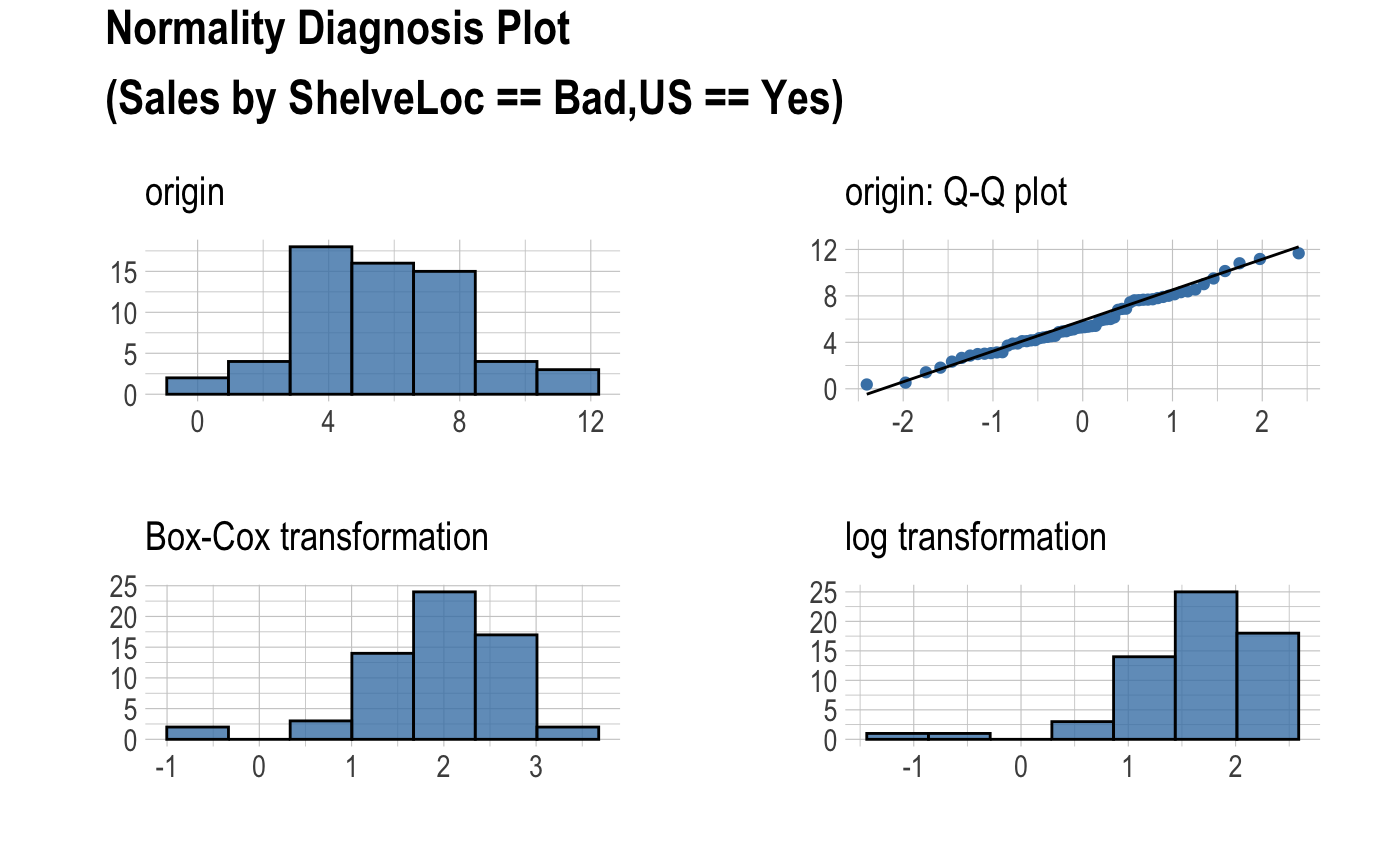 Normality Diagnosis Plot
(Sales by ShelveLoc == Bad,US == Yes)
origin
15
10
5
0
0 4 8 12
origin: Q-Q plot
12
8
4
0
-2 -1 0 1 2
Box-Cox transformation
25
20
15
10
5
0
-1 0 1 2 3
log transformation
25
20
15
10
5
0
-1 0 1 2